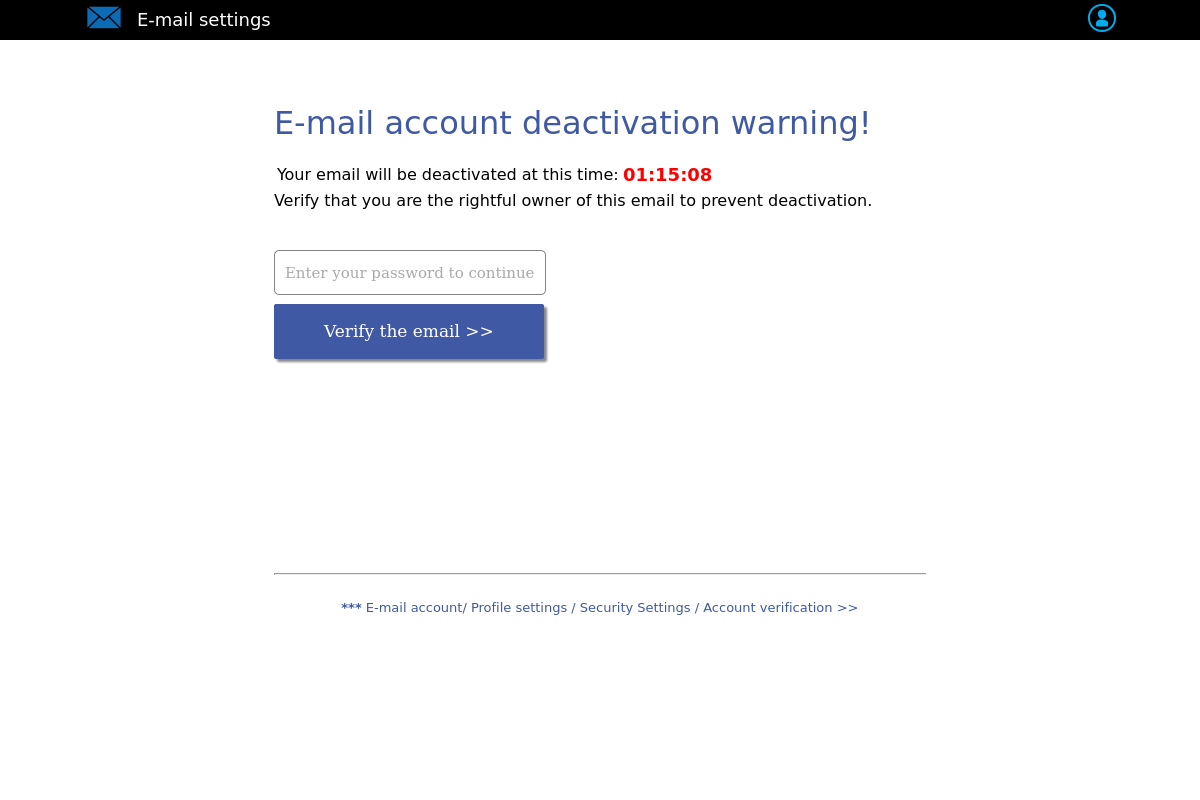 E-mail settings
E-mail account deactivation warning!
Your email will be deactivated at this time: 01:15:08
Verify that you are the rightful owner of this email to prevent deactivation.
Enter your password to continue
Verify the email >>
*** E-mail account/ Profile settings / Security Settings / Account verification >>